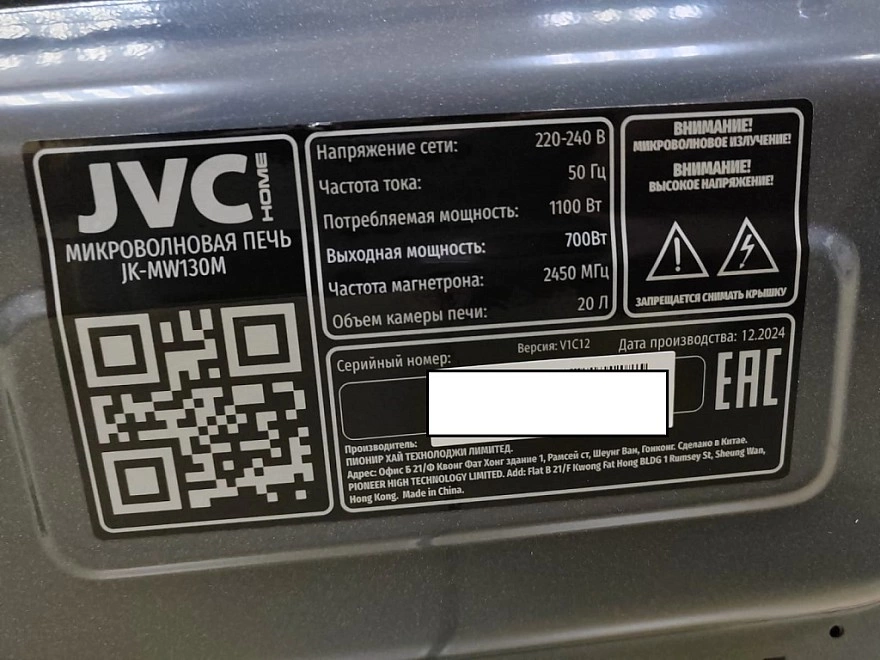 JVC HOME
МИКРОВОЛНОВАЯ ПЕЧЬ
JK-MW130M
Напряжение сети: 220-240 В
Частота тока: 50 Гц
Потребляемая мощность: 1100 Вт
Выходная мощность: 700Вт
Частота магнетрона: 2450 МГц
Объем камеры печи: 20 Л
ВНИМАНИЕ!
МИКРОВОЛНОВОЕ ИЗЛУЧЕНИЕ!
ВНИМАНИЕ!
ВЫСОКОЕ НАПРЯЖЕНИЕ!
ЗАПРЕЩАЕТСЯ СНИМАТЬ КРЫШКУ
Серийный номер: Версия: V1C12 Дата производства: 12.2024
EAC
Производитель:
ПИОНИР ХАЙ ТЕХНОЛОДЖИ ЛИМИТЕД.
Адрес: Офис Б 21/Ф Квонг Фат Хонг здание 1, Рамсей ст, Шеунг Ван, Гонконг. Сделано в Китае.
PIONEER HIGH TECHNOLOGY LIMITED. Add: Flat B 21/F Kwong Fat Hong BLDG 1 Rumsey St, Sheung Wan,
Hong Kong. Made in China.